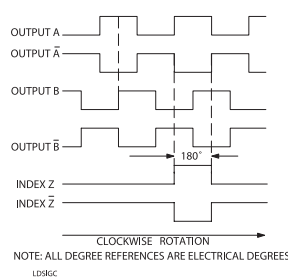 OUTPUT A
OUTPUT A̅
OUTPUT B
OUTPUT B̅
180°
INDEX Z
INDEX Z̅
CLOCKWISE ROTATION
NOTE: ALL DEGREE REFERENCES ARE ELECTRICAL DEGREES
LDSIGC